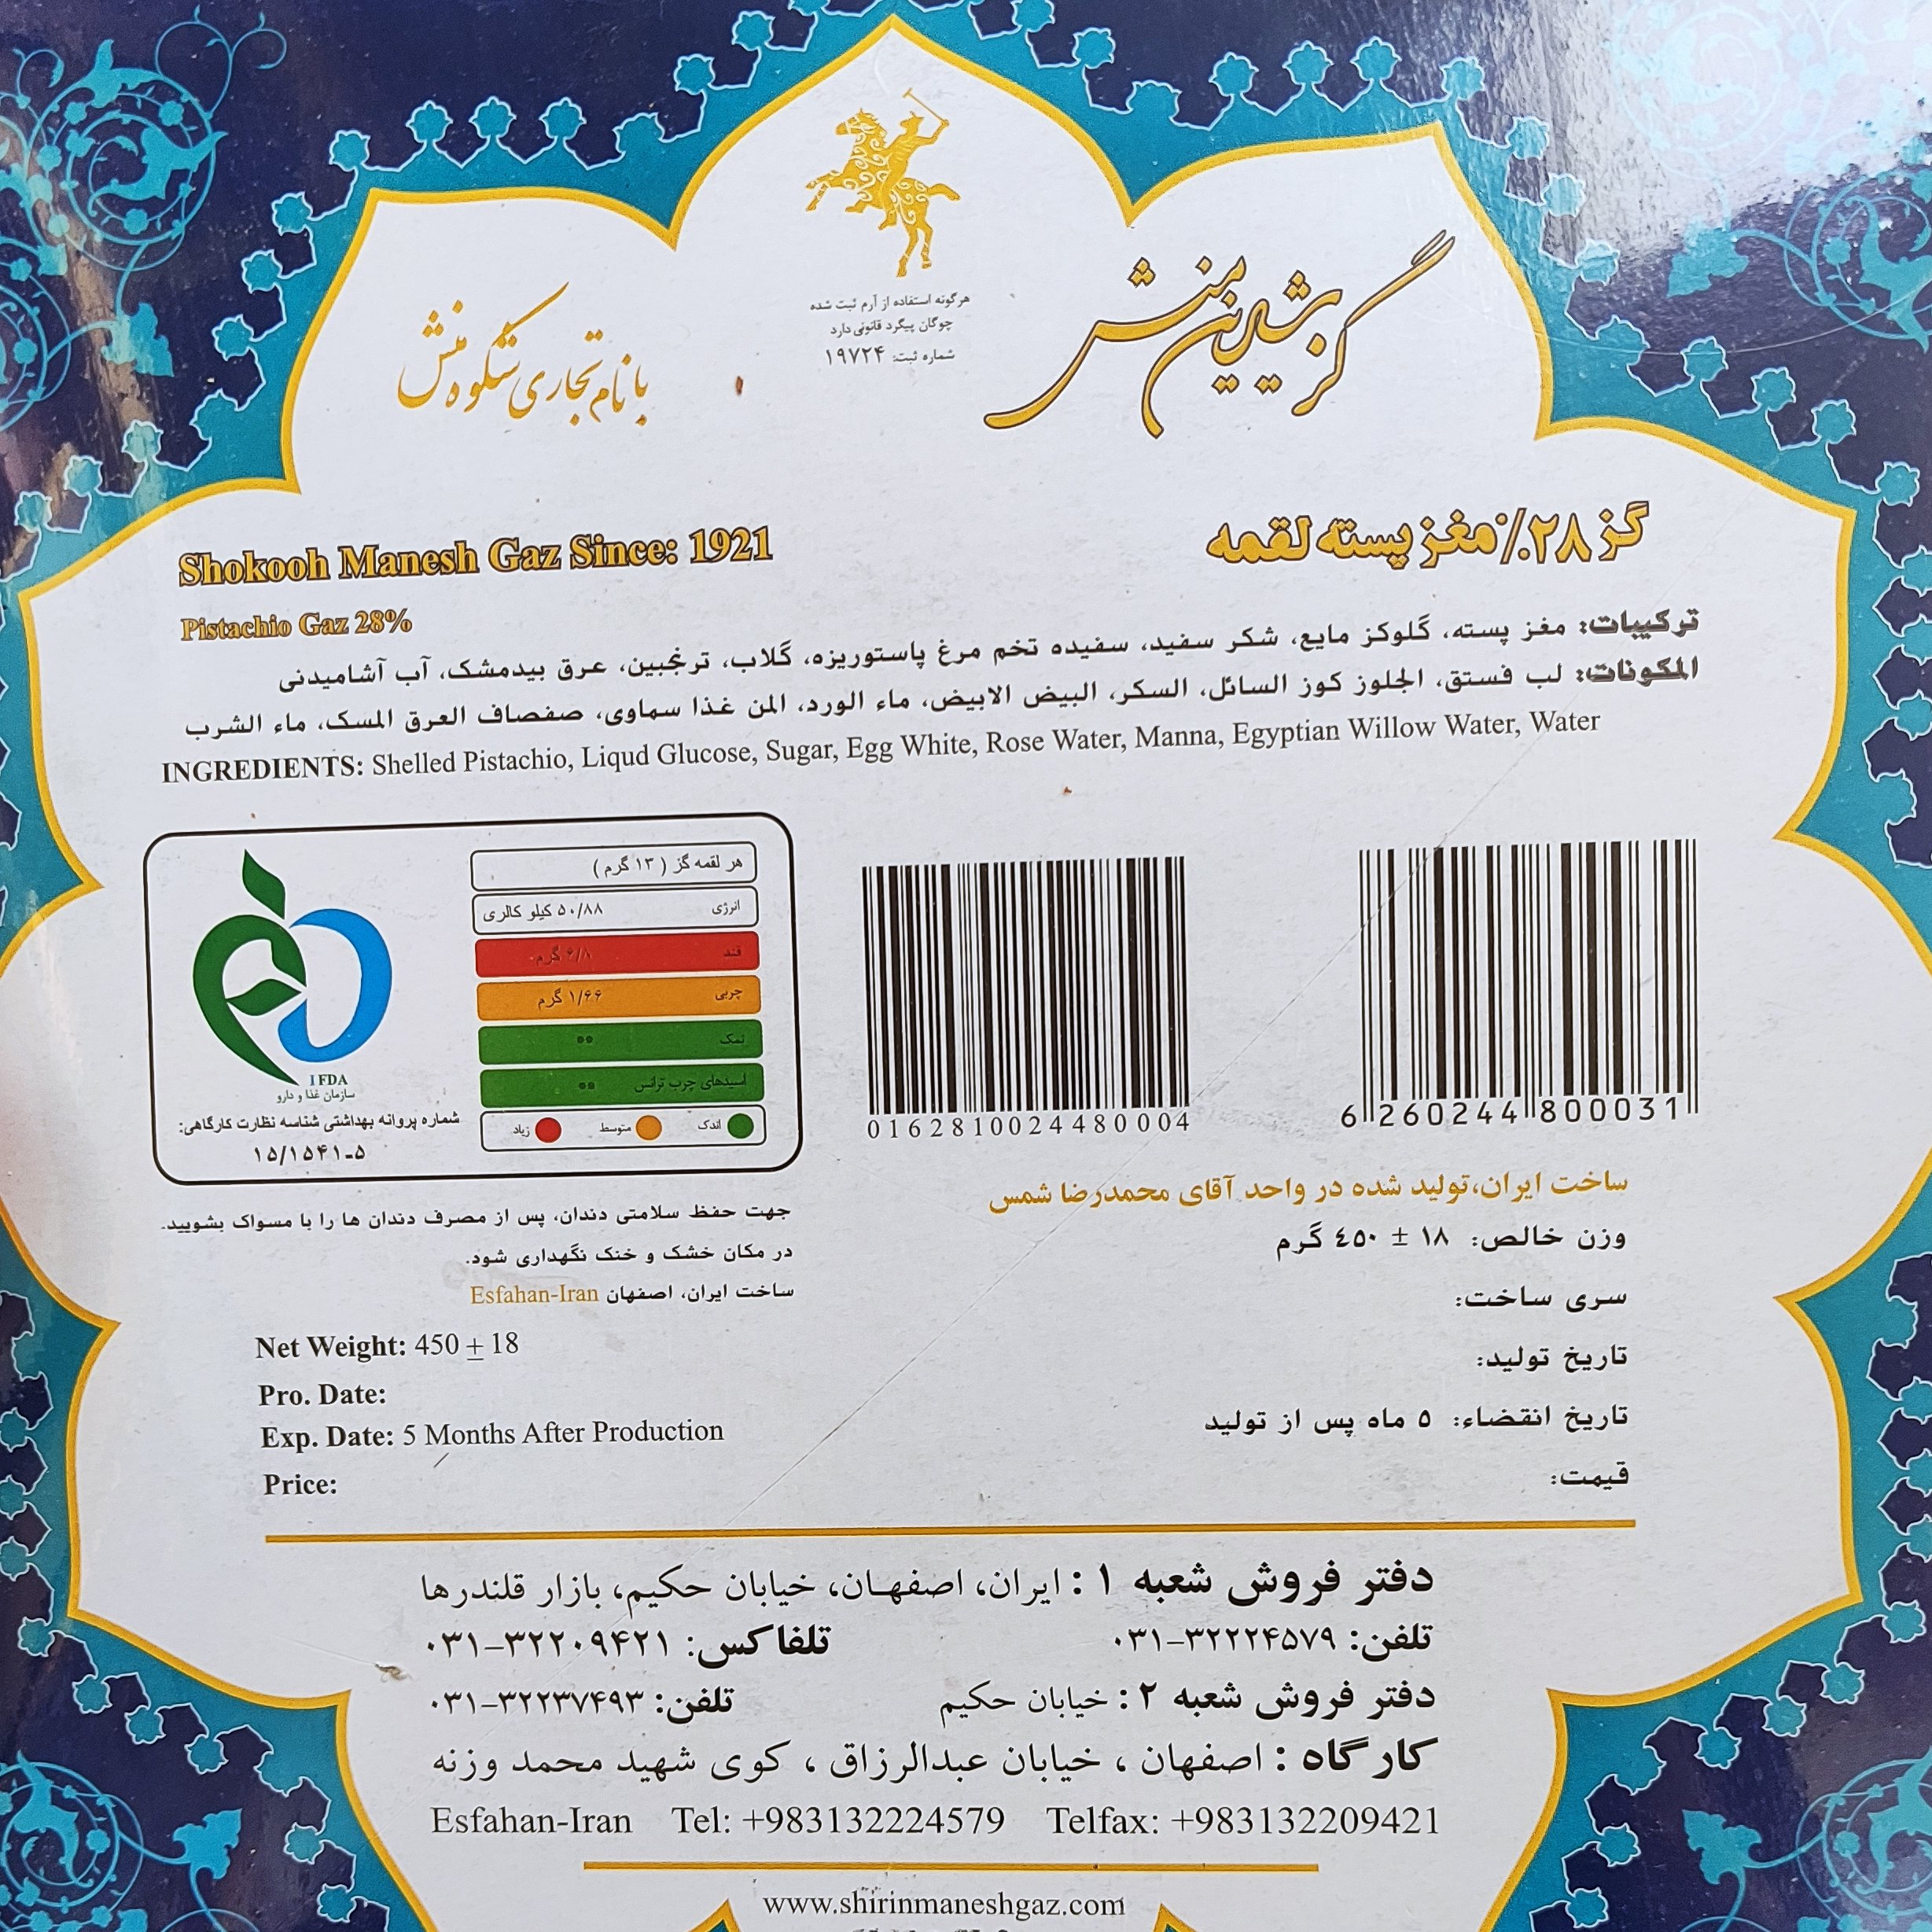 هرگونه استفاده از آرم ثبت شده
چوگان پیگرد قانونی دارد
شماره ثبت: ۱۹۷۲۴
گز شیرین منش
با نام تجاری شکوه منش
Shokooh Manesh Gaz Since: 1921
گز ۲۸٪ مغز پسته لقمه
Pistachio Gaz 28%
ترکیبات: مغز پسته، گلوکز مایع، شکر سفید، سفیده تخم مرغ پاستوریزه، گلاب، ترنجبین، عرق بیدمشک، آب آشامیدنی
المکونات: لب فستق، الجلوز کوز السائل، السکر، البیض الابیض، ماء الورد، المن غذا سماوی، صفصاف العرق المسک، ماء الشرب
INGREDIENTS: Shelled Pistachio, Liqud Glucose, Sugar, Egg White, Rose Water, Manna, Egyptian Willow Water, Water
هر لقمه گز ( ۱۳ گرم )
انرژی ۵۰/۸۸ کیلو کالری
قند ۶/۸ گرم
چربی ۱/۶۶ گرم
نمک
اسیدهای چرب ترانس
اندک متوسط زیاد
IFDA
سازمان غذا و دارو
شماره پروانه بهداشتی شناسه نظارت کارگاهی:
۱۵/۱۵۴۱-۵
0162810024480004
6 260244 800031
ساخت ایران، تولید شده در واحد آقای محمدرضا شمس
وزن خالص: ۱۸ ± ٤٥٠ گرم
سری ساخت:
تاریخ تولید:
تاریخ انقضاء: ۵ ماه پس از تولید
قیمت:
جهت حفظ سلامتی دندان، پس از مصرف دندان ها را با مسواک بشویید.
در مکان خشک و خنک نگهداری شود.
ساخت ایران، اصفهان Esfahan-Iran
Net Weight: 450 ± 18
Pro. Date:
Exp. Date: 5 Months After Production
Price:
دفتر فروش شعبه ۱ : ایران، اصفهان، خیابان حکیم، بازار قلندرها
تلفن: ۰۳۱-۳۲۲۲۴۵۷۹ تلفاکس: ۰۳۱-۳۲۲۰۹۴۲۱
دفتر فروش شعبه ۲ : خیابان حکیم تلفن: ۰۳۱-۳۲۲۳۷۴۹۳
کارگاه : اصفهان ، خیابان عبدالرزاق ، کوی شهید محمد وزنه
Esfahan-Iran Tel: +983132224579 Telfax: +983132209421
www.shirinmaneshgaz.com